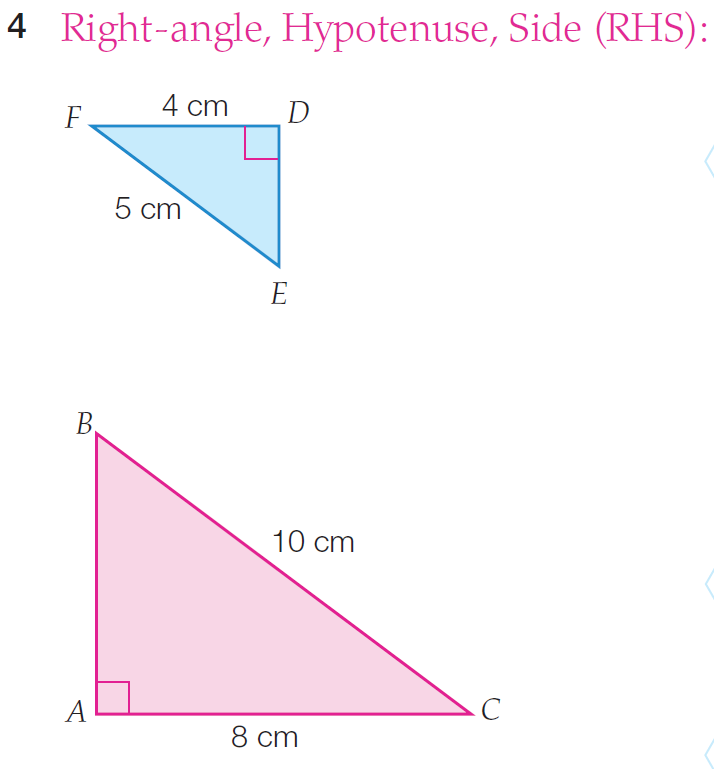 4 Right-angle, Hypotenuse, Side (RHS):
F 4 cm D
5 cm
E
B
10 cm
A C
8 cm